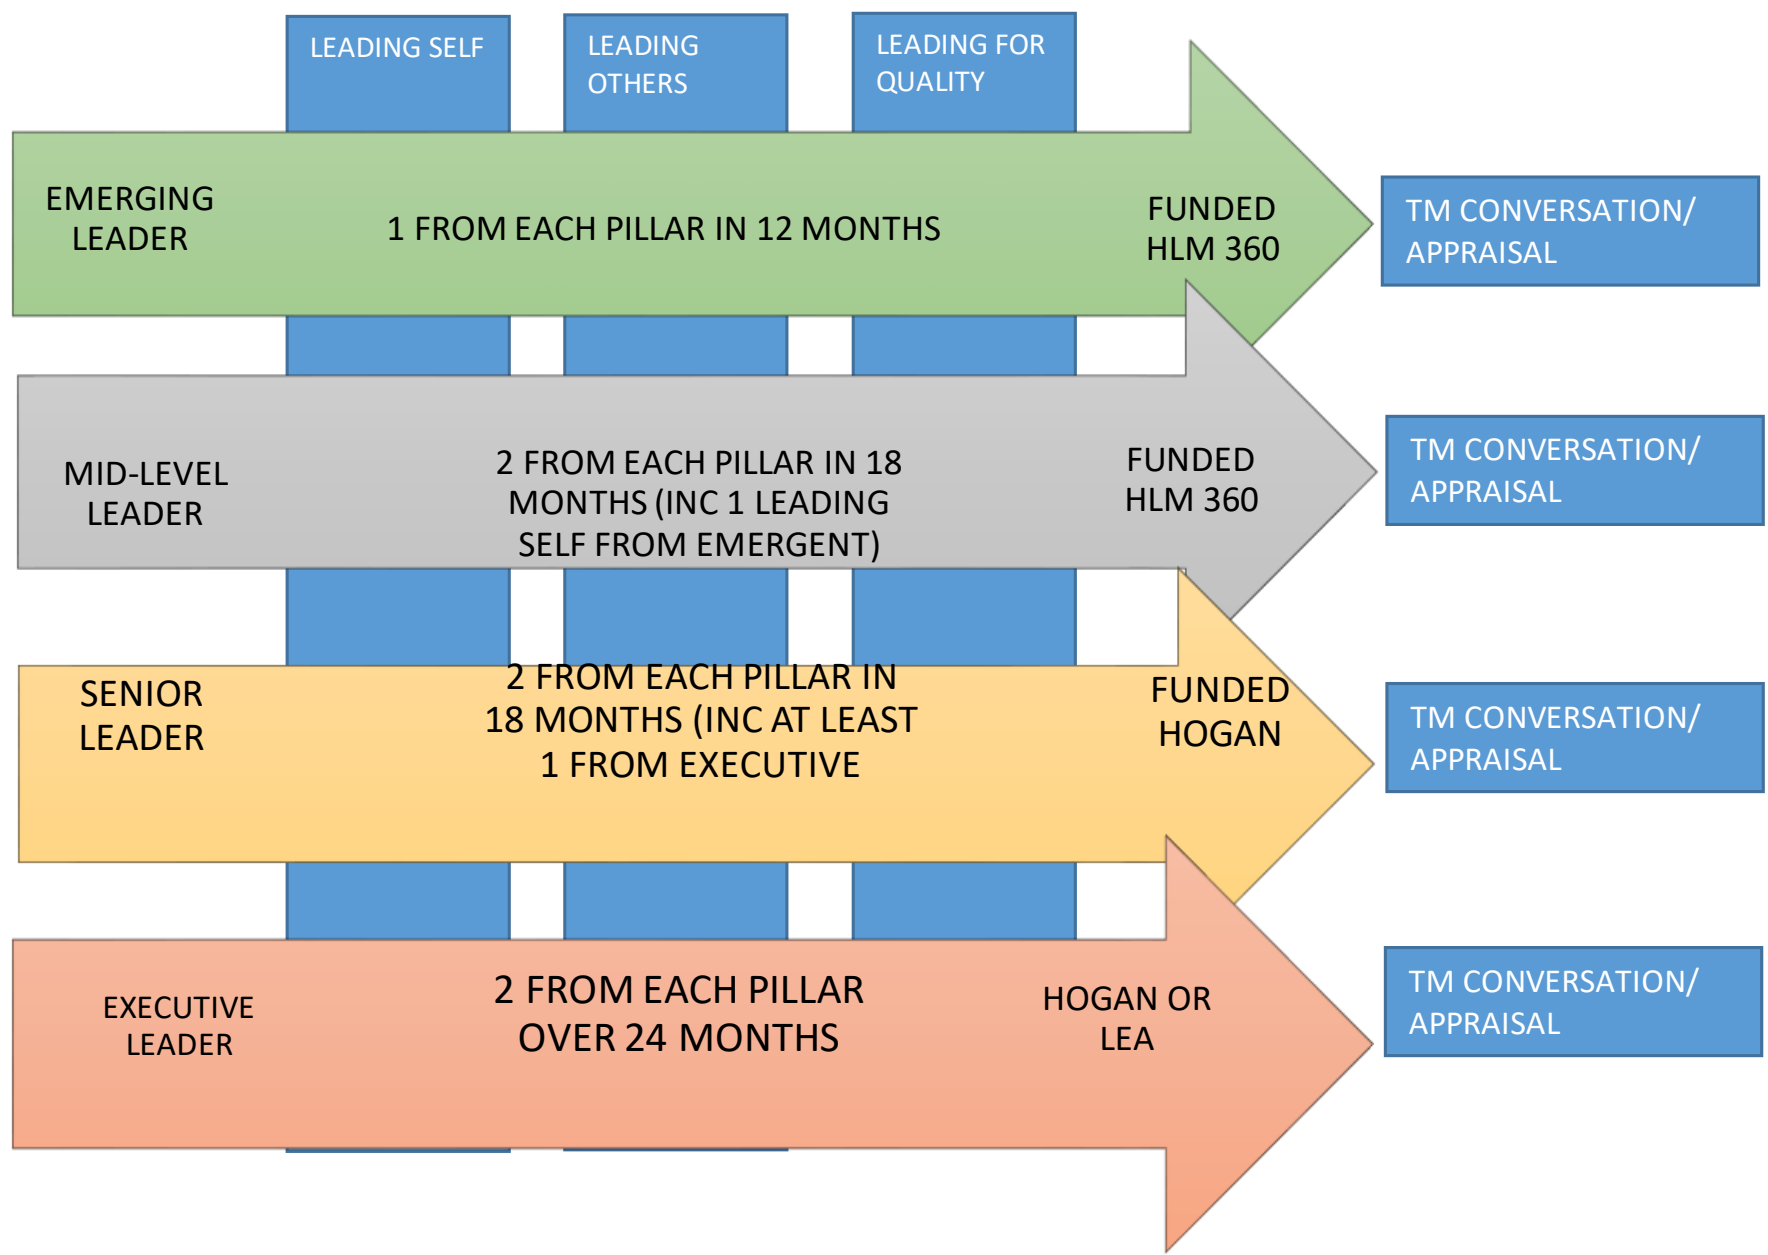 LEADING SELF
LEADING
OTHERS
LEADING FOR
QUALITY
EMERGING
LEADER
1 FROM EACH PILLAR IN 12 MONTHS
FUNDED
HLM 360
TM CONVERSATION/
APPRAISAL
MID-LEVEL
LEADER
2 FROM EACH PILLAR IN 18
MONTHS (INC 1 LEADING
SELF FROM EMERGENT)
FUNDED
HLM 360
TM CONVERSATION/
APPRAISAL
SENIOR
LEADER
2 FROM EACH PILLAR IN
18 MONTHS (INC AT LEAST
1 FROM EXECUTIVE
FUNDED
HOGAN
TM CONVERSATION/
APPRAISAL
EXECUTIVE
LEADER
2 FROM EACH PILLAR
OVER 24 MONTHS
HOGAN OR
LEA
TM CONVERSATION/
APPRAISAL